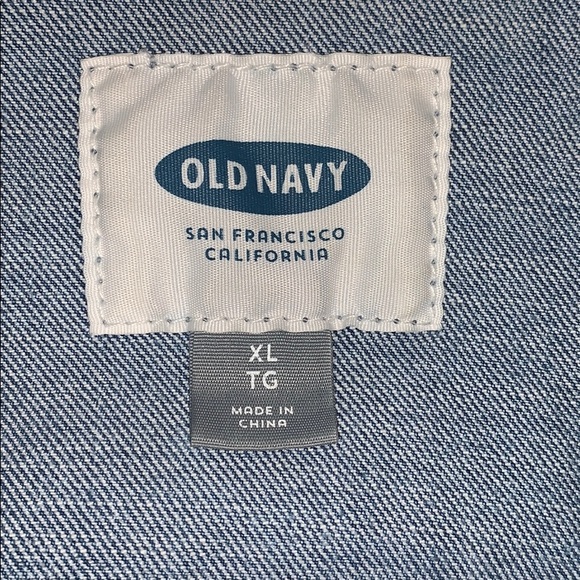 OLD NAVY
SAN FRANCISCO
CALIFORNIA
XL
TG
MADE IN
CHINA